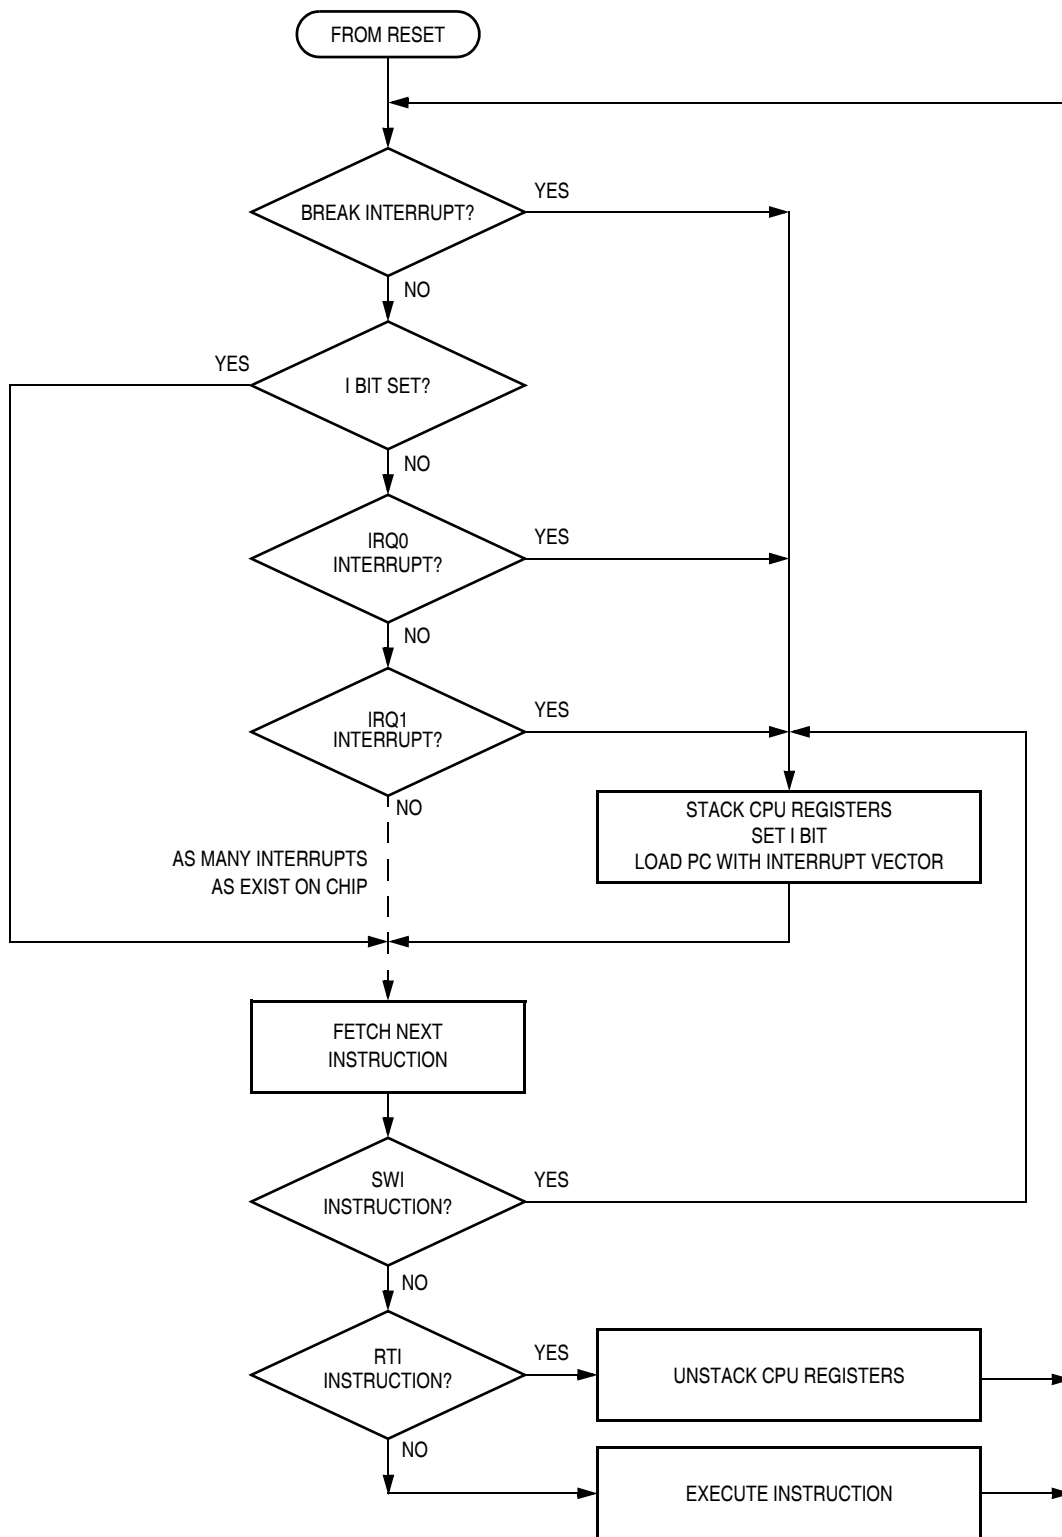 FROM RESET
BREAK INTERRUPT?
YES
NO
YES
I BIT SET?
NO
IRQ0
INTERRUPT?
YES
NO
IRQ1
INTERRUPT?
YES
NO
STACK CPU REGISTERS
SET I BIT
LOAD PC WITH INTERRUPT VECTOR
AS MANY INTERRUPTS
AS EXIST ON CHIP
FETCH NEXT
INSTRUCTION
SWI
INSTRUCTION?
YES
NO
RTI
INSTRUCTION?
YES
UNSTACK CPU REGISTERS
NO
EXECUTE INSTRUCTION